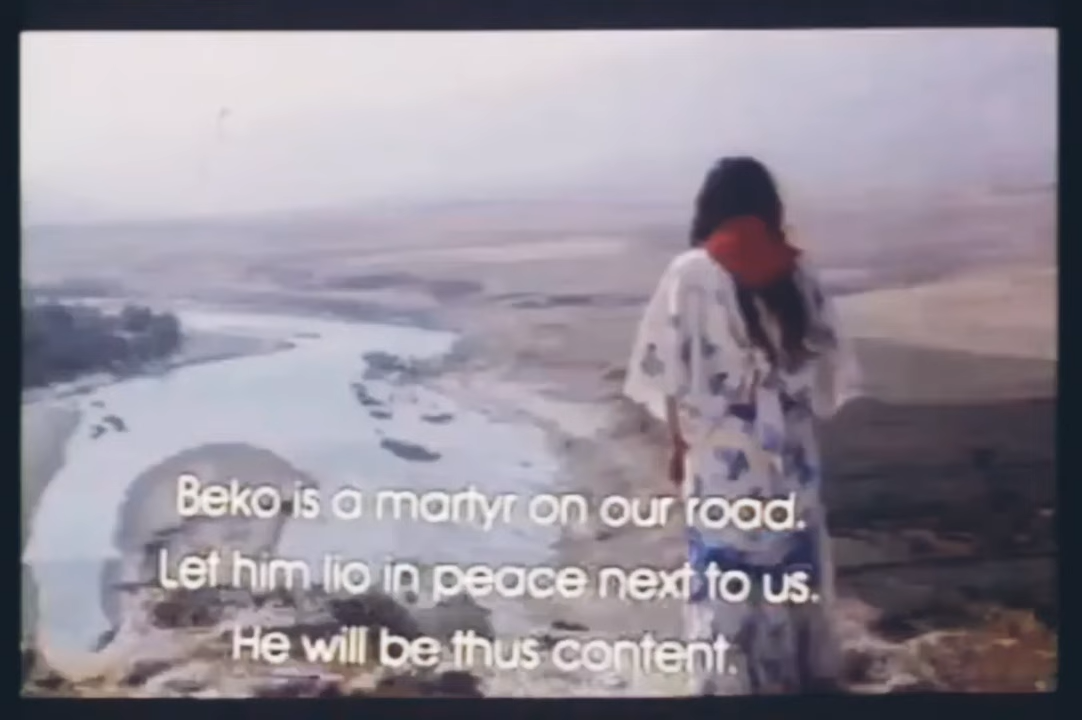 Beko is a martyr on our road.
Let him lio in peace next to us.
He will be thus content.